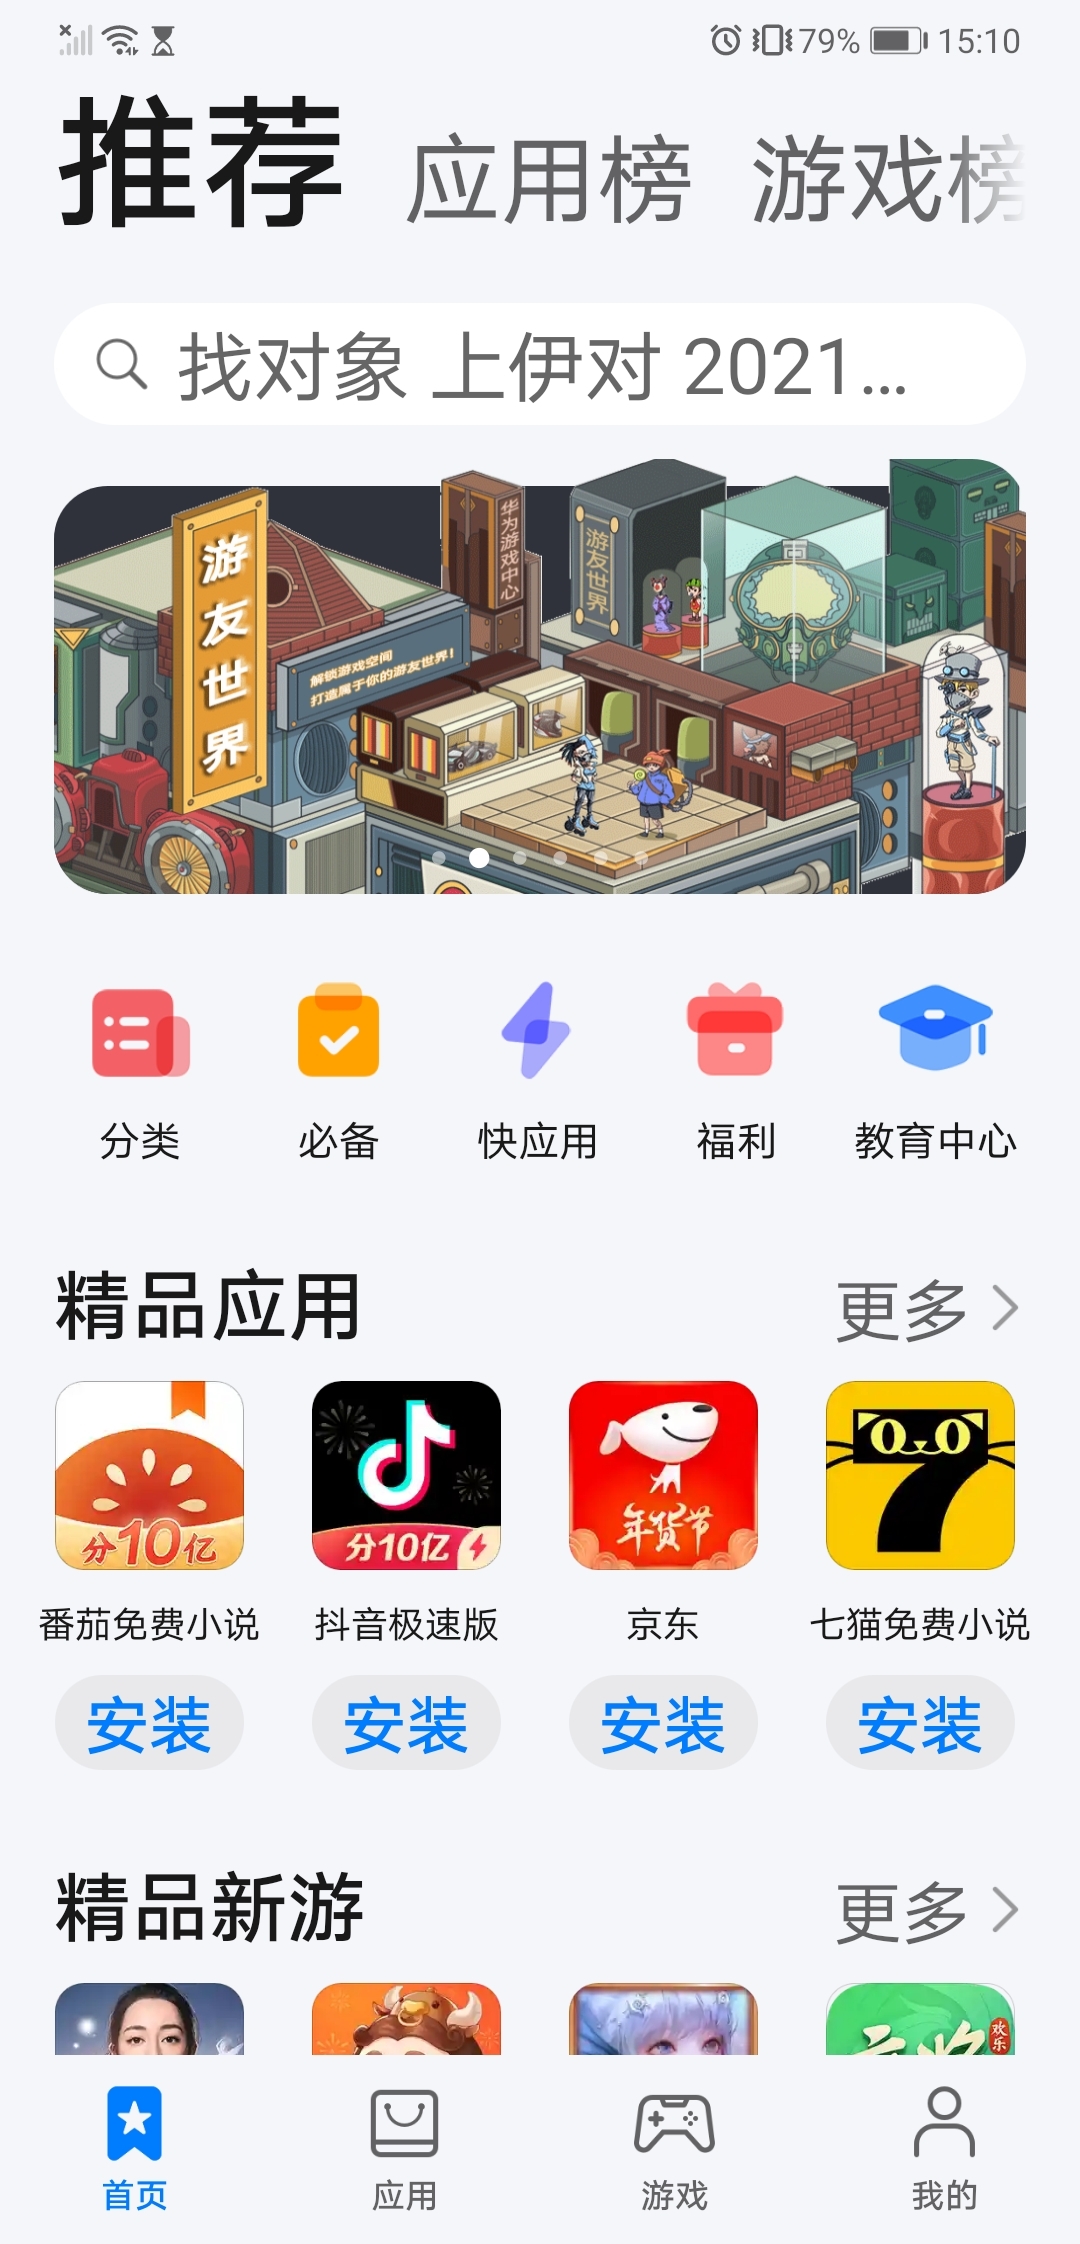 79% 15:10
推荐 应用榜 游戏榜
找对象 上伊对 2021...
游友世界
华为游戏中心
游友世界
解锁游戏空间
打造属于你的游友世界!
分类 必备 快应用 福利 教育中心
精品应用 更多
分10亿 分10亿 年货节 7
番茄免费小说 抖音极速版 京东 七猫免费小说
安装 安装 安装 安装
精品新游 更多
欢乐
首页 应用 游戏 我的